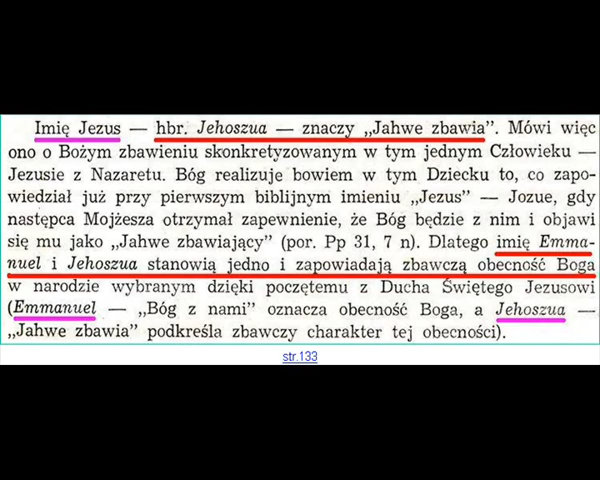 Imię Jezus — hbr. Jehoszua — znaczy „Jahwe zbawia”. Mówi więc
ono o Bożym zbawieniu skonkretyzowanym w tym jednym Człowieku —
Jezusie z Nazaretu. Bóg realizuje bowiem w tym Dziecku to, co zapo-
wiedział już przy pierwszym biblijnym imieniu „Jezus” — Jozue, gdy
następca Mojżesza otrzymał zapewnienie, że Bóg będzie z nim i objawi
się mu jako „Jahwe zbawiający” (por. Pp 31, 7 n). Dlatego imię Emma-
nuel i Jehoszua stanowią jedno i zapowiadają zbawczą obecność Boga
w narodzie wybranym dzięki poczętemu z Ducha Świętego Jezusowi
(Emmanuel — „Bóg z nami” oznacza obecność Boga, a Jehoszua —
„Jahwe zbawia” podkreśla zbawczy charakter tej obecności).
str.133